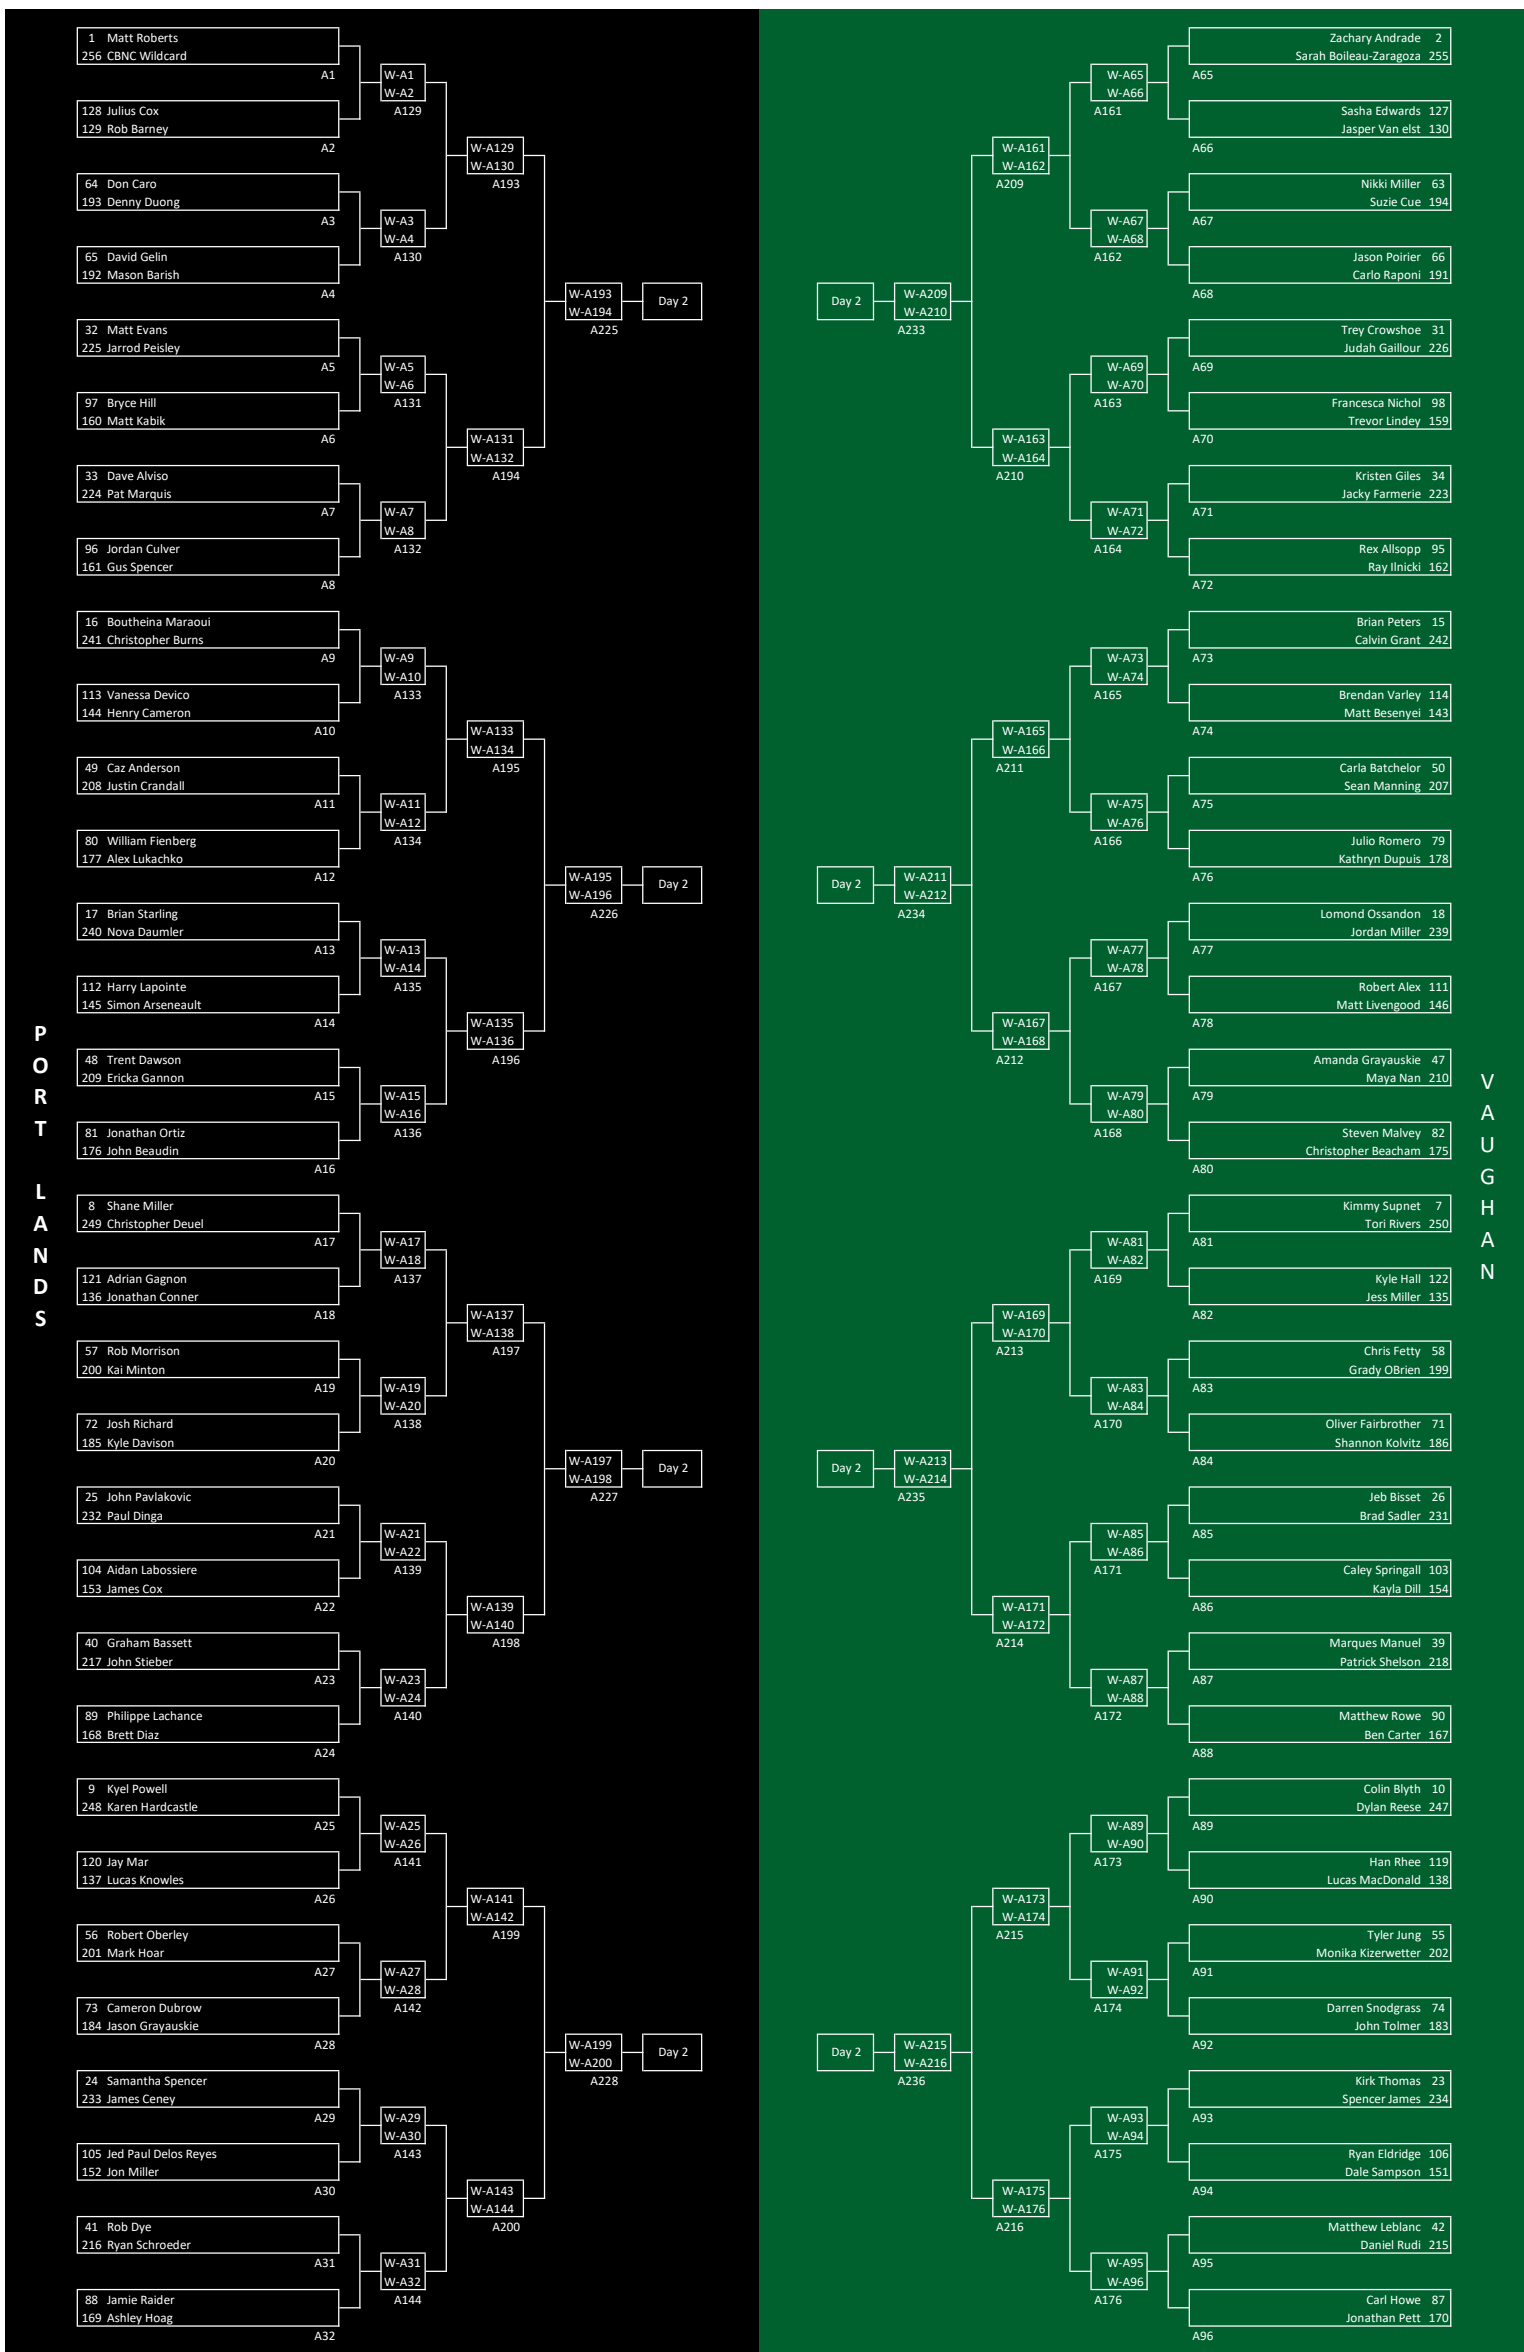 PORT LANDS
1 Matt Roberts
256 CBNC Wildcard
A1
128 Julius Cox
129 Rob Barney
A2
W-A1
W-A2
A129
64 Don Caro
193 Denny Duong
A3
65 David Gelin
192 Mason Barish
A4
W-A3
W-A4
A130
W-A129
W-A130
A193
32 Matt Evans
225 Jarrod Peisley
A5
97 Bryce Hill
160 Matt Kabik
A6
W-A5
W-A6
A131
33 Dave Alviso
224 Pat Marquis
A7
96 Jordan Culver
161 Gus Spencer
A8
W-A7
W-A8
A132
W-A131
W-A132
A194
W-A193
W-A194
A225
Day 2
16 Boutheina Maraoui
241 Christopher Burns
A9
113 Vanessa Devico
144 Henry Cameron
A10
W-A9
W-A10
A133
49 Caz Anderson
208 Justin Crandall
A11
80 William Fienberg
177 Alex Lukachko
A12
W-A11
W-A12
A134
W-A133
W-A134
A195
17 Brian Starling
240 Nova Daumler
A13
112 Harry Lapointe
145 Simon Arseneault
A14
W-A13
W-A14
A135
48 Trent Dawson
209 Ericka Gannon
A15
81 Jonathan Ortiz
176 John Beaudin
A16
W-A15
W-A16
A136
W-A135
W-A136
A196
W-A195
W-A196
A226
Day 2
8 Shane Miller
249 Christopher Deuel
A17
121 Adrian Gagnon
136 Jonathan Conner
A18
W-A17
W-A18
A137
57 Rob Morrison
200 Kai Minton
A19
72 Josh Richard
185 Kyle Davison
A20
W-A19
W-A20
A138
W-A137
W-A138
A197
25 John Pavlakovic
232 Paul Dinga
A21
104 Aidan Labossiere
153 James Cox
A22
W-A21
W-A22
A139
40 Graham Bassett
217 John Stieber
A23
89 Philippe Lachance
168 Brett Diaz
A24
W-A23
W-A24
A140
W-A139
W-A140
A198
W-A197
W-A198
A227
Day 2
9 Kyel Powell
248 Karen Hardcastle
A25
120 Jay Mar
137 Lucas Knowles
A26
W-A25
W-A26
A141
56 Robert Oberley
201 Mark Hoar
A27
73 Cameron Dubrow
184 Jason Grayauskie
A28
W-A27
W-A28
A142
W-A141
W-A142
A199
24 Samantha Spencer
233 James Ceney
A29
105 Jed Paul Delos Reyes
152 Jon Miller
A30
W-A29
W-A30
A143
41 Rob Dye
216 Ryan Schroeder
A31
88 Jamie Raider
169 Ashley Hoag
A32
W-A31
W-A32
A144
W-A143
W-A144
A200
W-A199
W-A200
A228
Day 2
VAUGHAN
Zachary Andrade 2
Sarah Boileau-Zaragoza 255
A65
Sasha Edwards 127
Jasper Van elst 130
A66
W-A65
W-A66
A161
Nikki Miller 63
Suzie Cue 194
A67
Jason Poirier 66
Carlo Raponi 191
A68
W-A67
W-A68
A162
W-A161
W-A162
A209
Trey Crowshoe 31
Judah Gaillour 226
A69
Francesca Nichol 98
Trevor Lindey 159
A70
W-A69
W-A70
A163
Kristen Giles 34
Jacky Farmerie 223
A71
Rex Allsopp 95
Ray Ilnicki 162
A72
W-A71
W-A72
A164
W-A163
W-A164
A210
W-A209
W-A210
A233
Day 2
Brian Peters 15
Calvin Grant 242
A73
Brendan Varley 114
Matt Besenyei 143
A74
W-A73
W-A74
A165
Carla Batchelor 50
Sean Manning 207
A75
Julio Romero 79
Kathryn Dupuis 178
A76
W-A75
W-A76
A166
W-A165
W-A166
A211
Lomond Ossandon 18
Jordan Miller 239
A77
Robert Alex 111
Matt Livengood 146
A78
W-A77
W-A78
A167
Amanda Grayauskie 47
Maya Nan 210
A79
Steven Malvey 82
Christopher Beacham 175
A80
W-A79
W-A80
A168
W-A167
W-A168
A212
W-A211
W-A212
A234
Day 2
Kimmy Supnet 7
Tori Rivers 250
A81
Kyle Hall 122
Jess Miller 135
A82
W-A81
W-A82
A169
Chris Fetty 58
Grady OBrien 199
A83
Oliver Fairbrother 71
Shannon Kolvitz 186
A84
W-A83
W-A84
A170
W-A169
W-A170
A213
Jeb Bisset 26
Brad Sadler 231
A85
Caley Springall 103
Kayla Dill 154
A86
W-A85
W-A86
A171
Marques Manuel 39
Patrick Shelson 218
A87
Matthew Rowe 90
Ben Carter 167
A88
W-A87
W-A88
A172
W-A171
W-A172
A214
W-A213
W-A214
A235
Day 2
Colin Blyth 10
Dylan Reese 247
A89
Han Rhee 119
Lucas MacDonald 138
A90
W-A89
W-A90
A173
Tyler Jung 55
Monika Kizerwetter 202
A91
Darren Snodgrass 74
John Tolmer 183
A92
W-A91
W-A92
A174
W-A173
W-A174
A215
Kirk Thomas 23
Spencer James 234
A93
Ryan Eldridge 106
Dale Sampson 151
A94
W-A93
W-A94
A175
Matthew Leblanc 42
Daniel Rudi 215
A95
Carl Howe 87
Jonathan Pett 170
A96
W-A95
W-A96
A176
W-A175
W-A176
A216
W-A215
W-A216
A236
Day 2